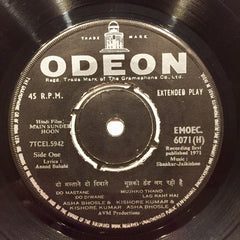 TRADE MARK
ODEON
Regd. Trade Mark of The Gramophone Co. Ltd.
45 R.P.M.
EXTENDED PLAY
Hindi Film:
MAIN SUNDER
HOON
EMOEC.
6071 (H)
7TCEI.5942
Recording first
published 1971
Side One
Music:
Shankar-Jaikishan
Lyrics:
Anand Bakshi
दो मस्ताने दो दिवाने
मुझको ठंड लग रही है
DO MASTANE
DO DIWANE
MUJHKO THAND
LAG RAHI HAI
ASHA BHOSLE & KISHORE KUMAR &
KISHORE KUMAR ASHA BHOSLE
AVM Productions